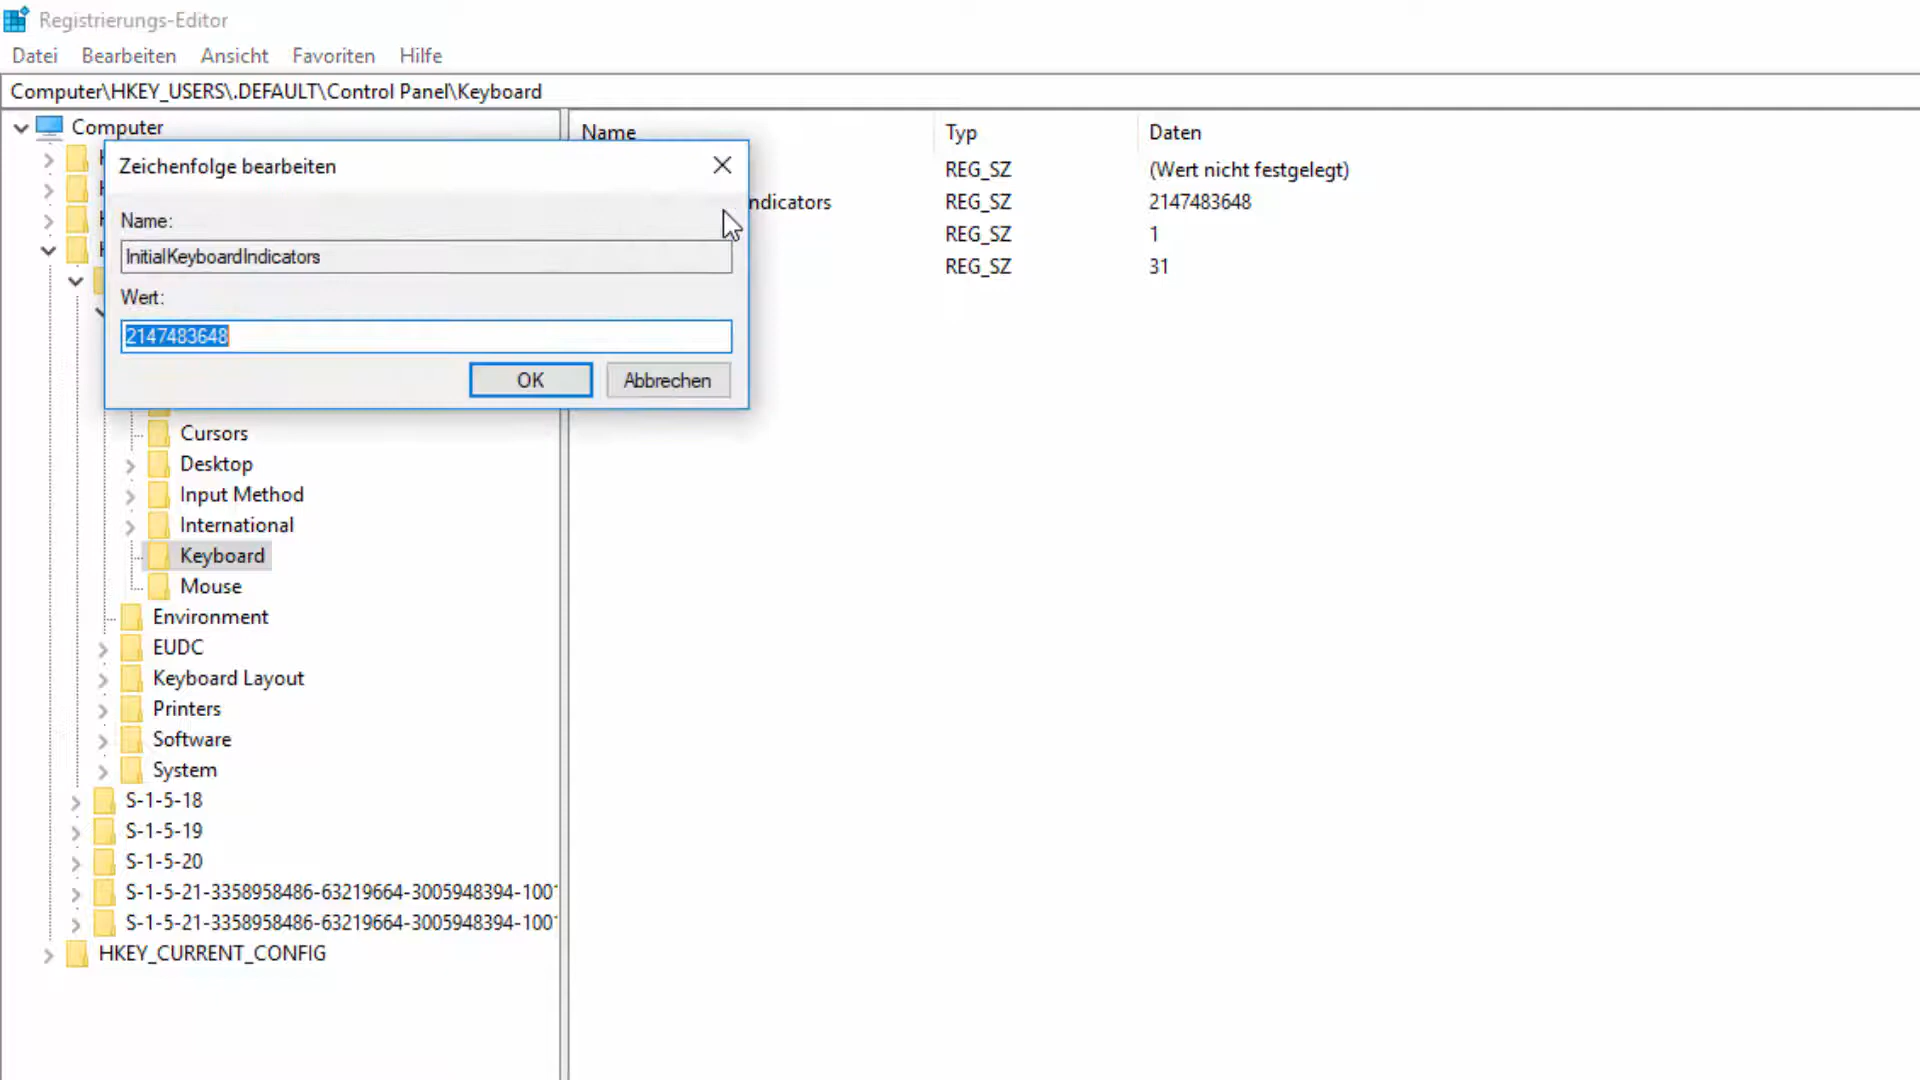 Registrierungs-Editor
Datei Bearbeiten Ansicht Favoriten Hilfe
Computer\HKEY_USERS\.DEFAULT\Control Panel\Keyboard
Computer
Name Typ Daten
REG_SZ (Wert nicht festgelegt)
ndicators REG_SZ 2147483648
REG_SZ 1
REG_SZ 31
Zeichenfolge bearbeiten
Name:
InitialKeyboardIndicators
Wert:
2147483648
OK Abbrechen
Cursors
Desktop
Input Method
International
Keyboard
Mouse
Environment
EUDC
Keyboard Layout
Printers
Software
System
S-1-5-18
S-1-5-19
S-1-5-20
S-1-5-21-3358958486-63219664-3005948394-100
S-1-5-21-3358958486-63219664-3005948394-100
HKEY_CURRENT_CONFIG